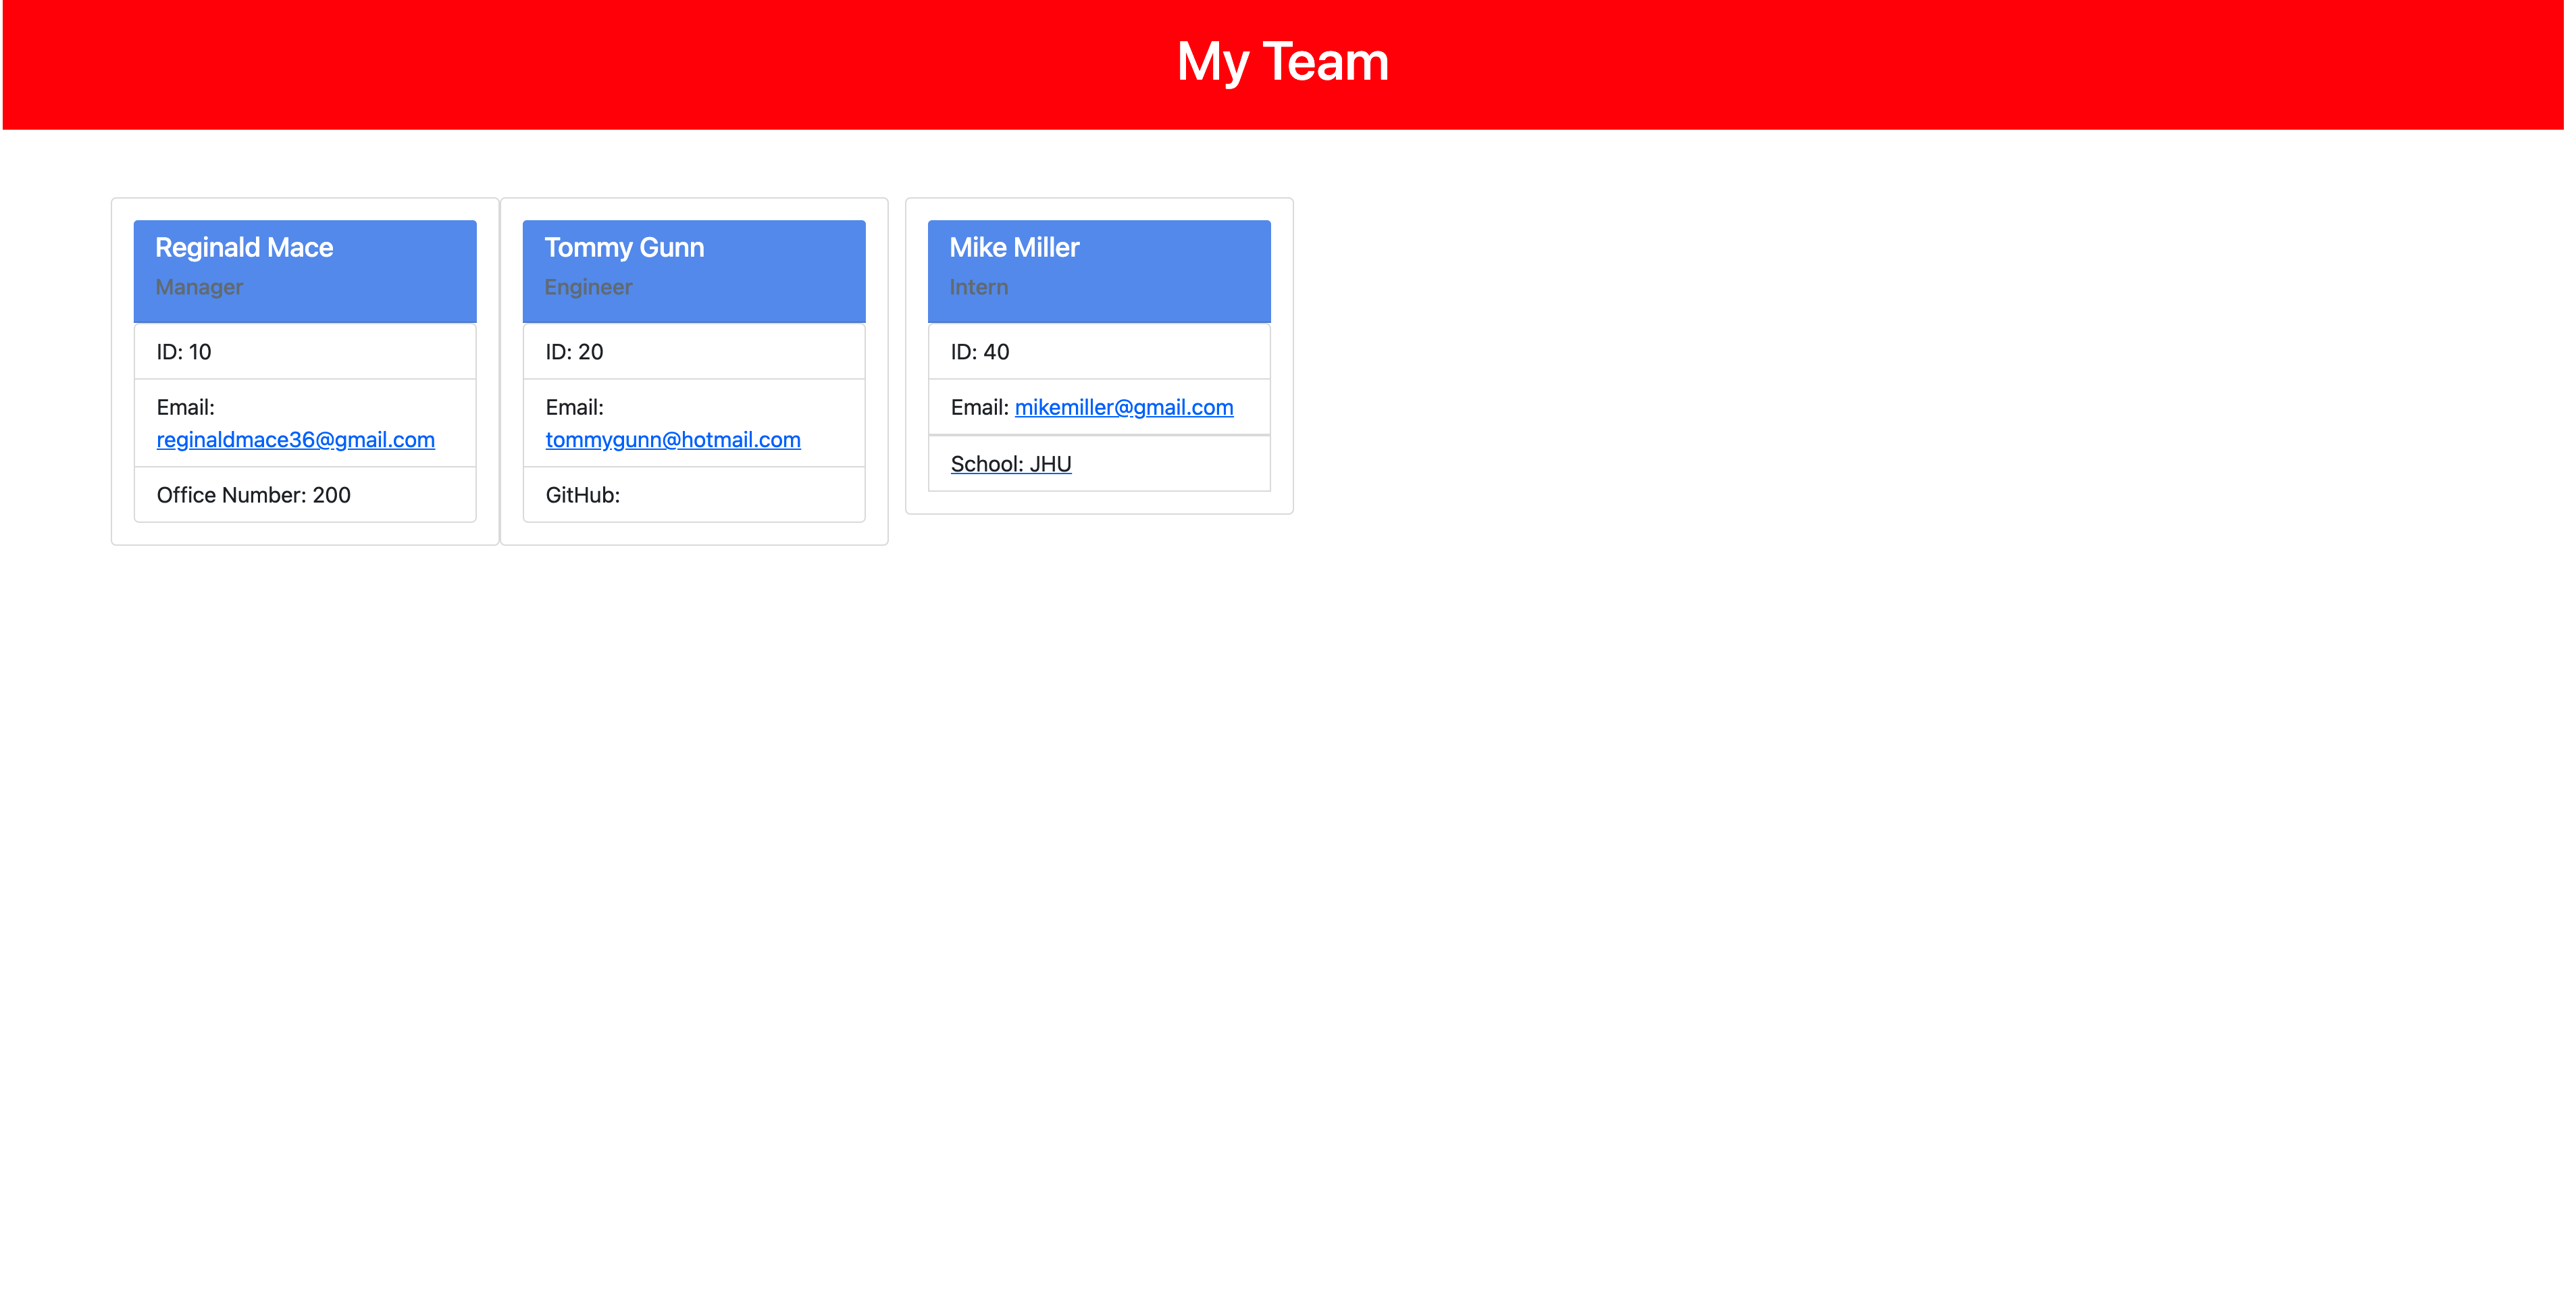 My Team
Reginald Mace
Manager
ID: 10
Email:
reginaldmace36@gmail.com
Office Number: 200
Tommy Gunn
Engineer
ID: 20
Email:
tommygunn@hotmail.com
GitHub:
Mike Miller
Intern
ID: 40
Email: mikemiller@gmail.com
School: JHU